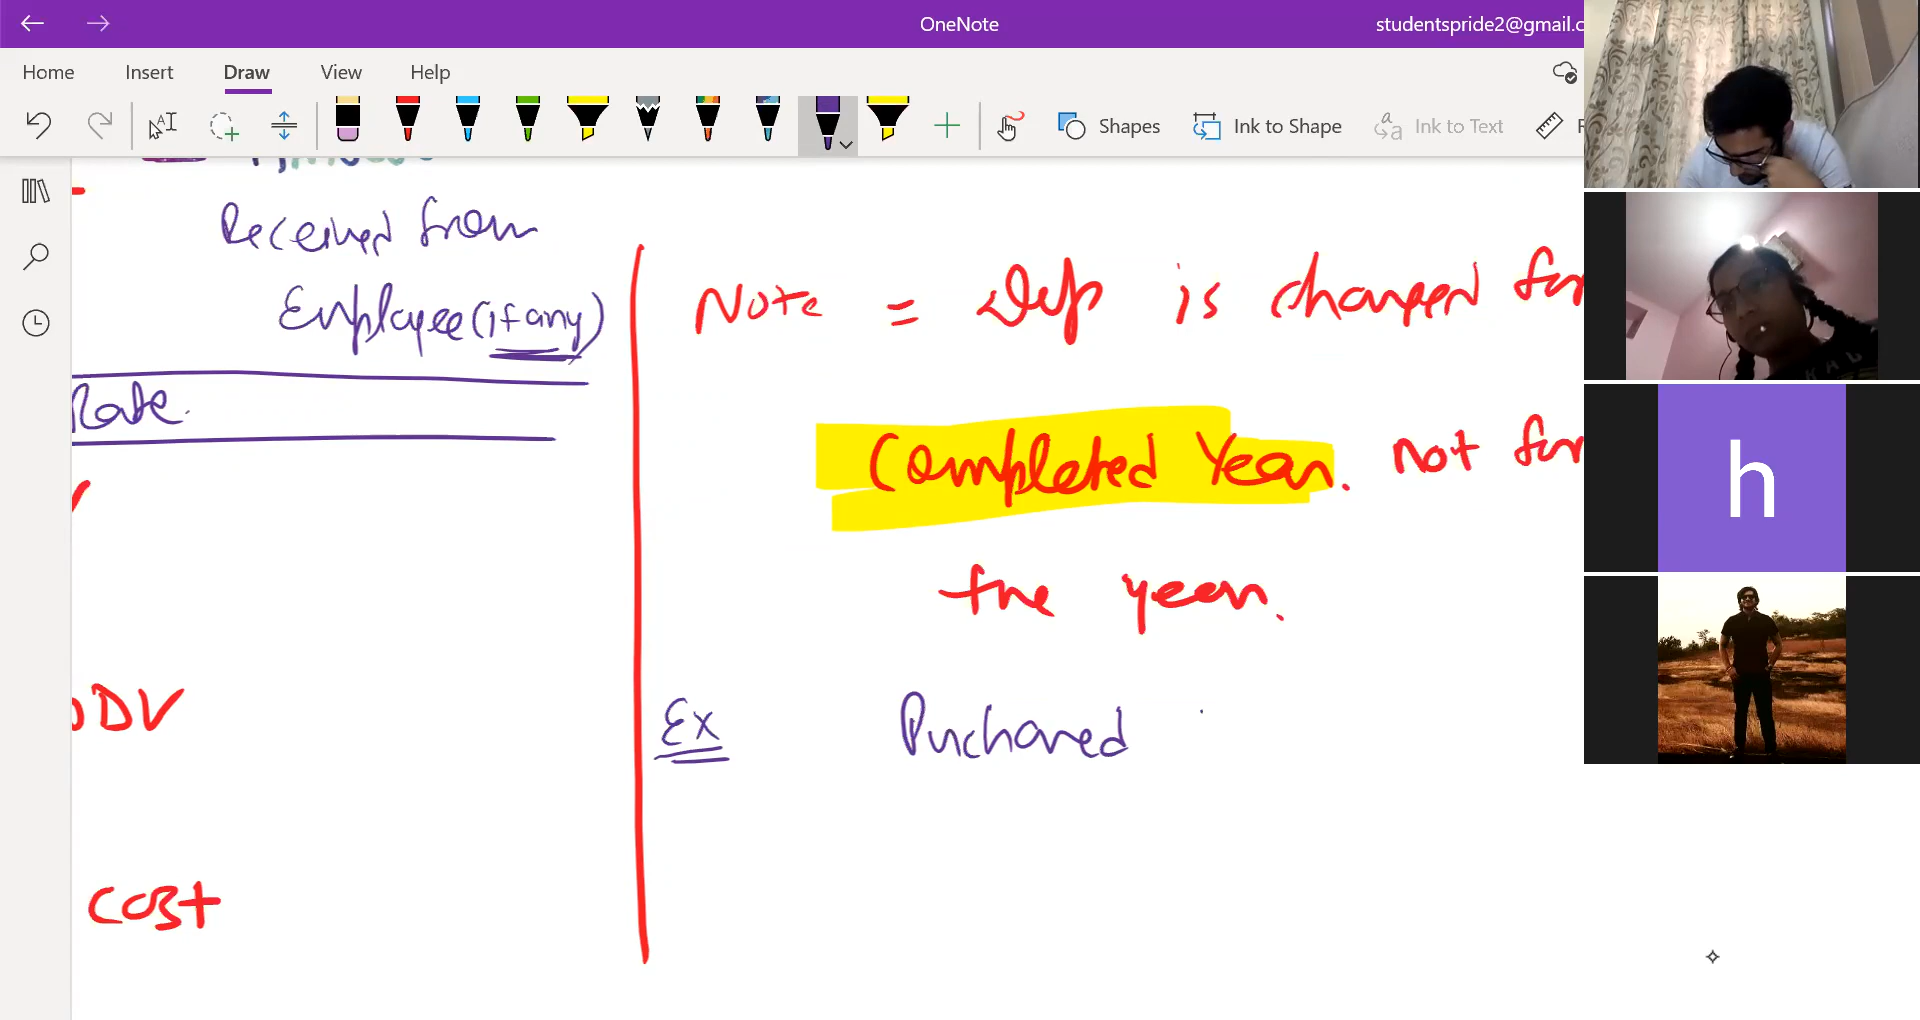 OneNote
studentspride2@gmail.c
Home Insert Draw View Help
Shapes Ink to Shape Ink to Text R
Received from
Employee (if any)
Rate.
DV
Cost
Note = Dep is charged for
Completed Year. not for
the year.
Ex Purchased
h